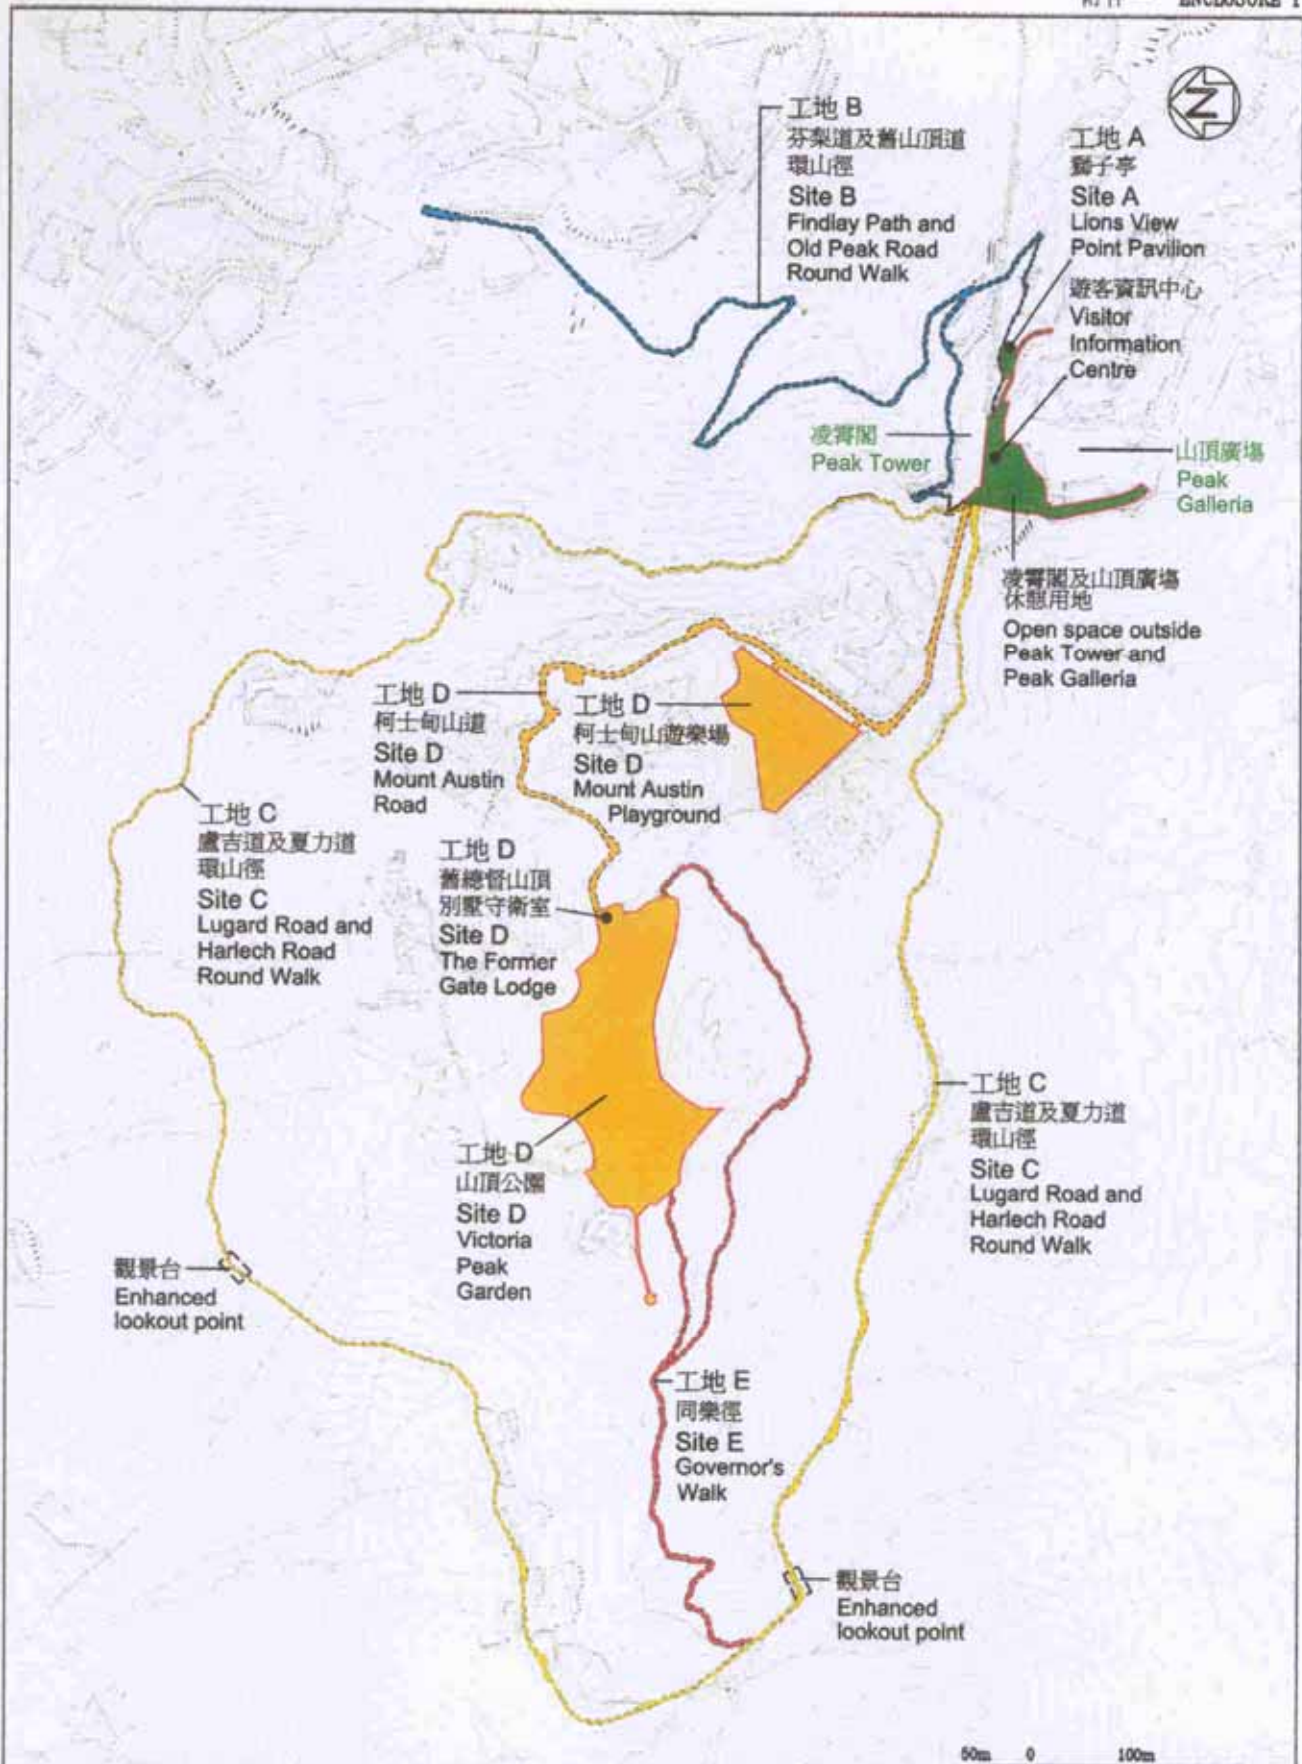 附件 ENCLOSURE 1
N
工地 B
芬梨道及舊山頂道
環山徑
Site B
Findlay Path and
Old Peak Road
Round Walk
工地 A
獅子亭
Site A
Lions View
Point Pavilion
遊客資訊中心
Visitor
Information
Centre
凌霄閣
Peak Tower
山頂廣場
Peak
Galleria
凌霄閣及山頂廣場
休憩用地
Open space outside
Peak Tower and
Peak Galleria
工地 D
柯士甸山道
Site D
Mount Austin
Road
工地 D
柯士甸山遊樂場
Site D
Mount Austin
Playground
工地 C
盧吉道及夏力道
環山徑
Site C
Lugard Road and
Harlech Road
Round Walk
工地 D
舊總督山頂
別墅守衛室
Site D
The Former
Gate Lodge
工地 C
盧吉道及夏力道
環山徑
Site C
Lugard Road and
Harlech Road
Round Walk
工地 D
山頂公園
Site D
Victoria
Peak
Garden
觀景台
Enhanced
lookout point
工地 E
同樂徑
Site E
Governor's
Walk
觀景台
Enhanced
lookout point
50m 0 100m